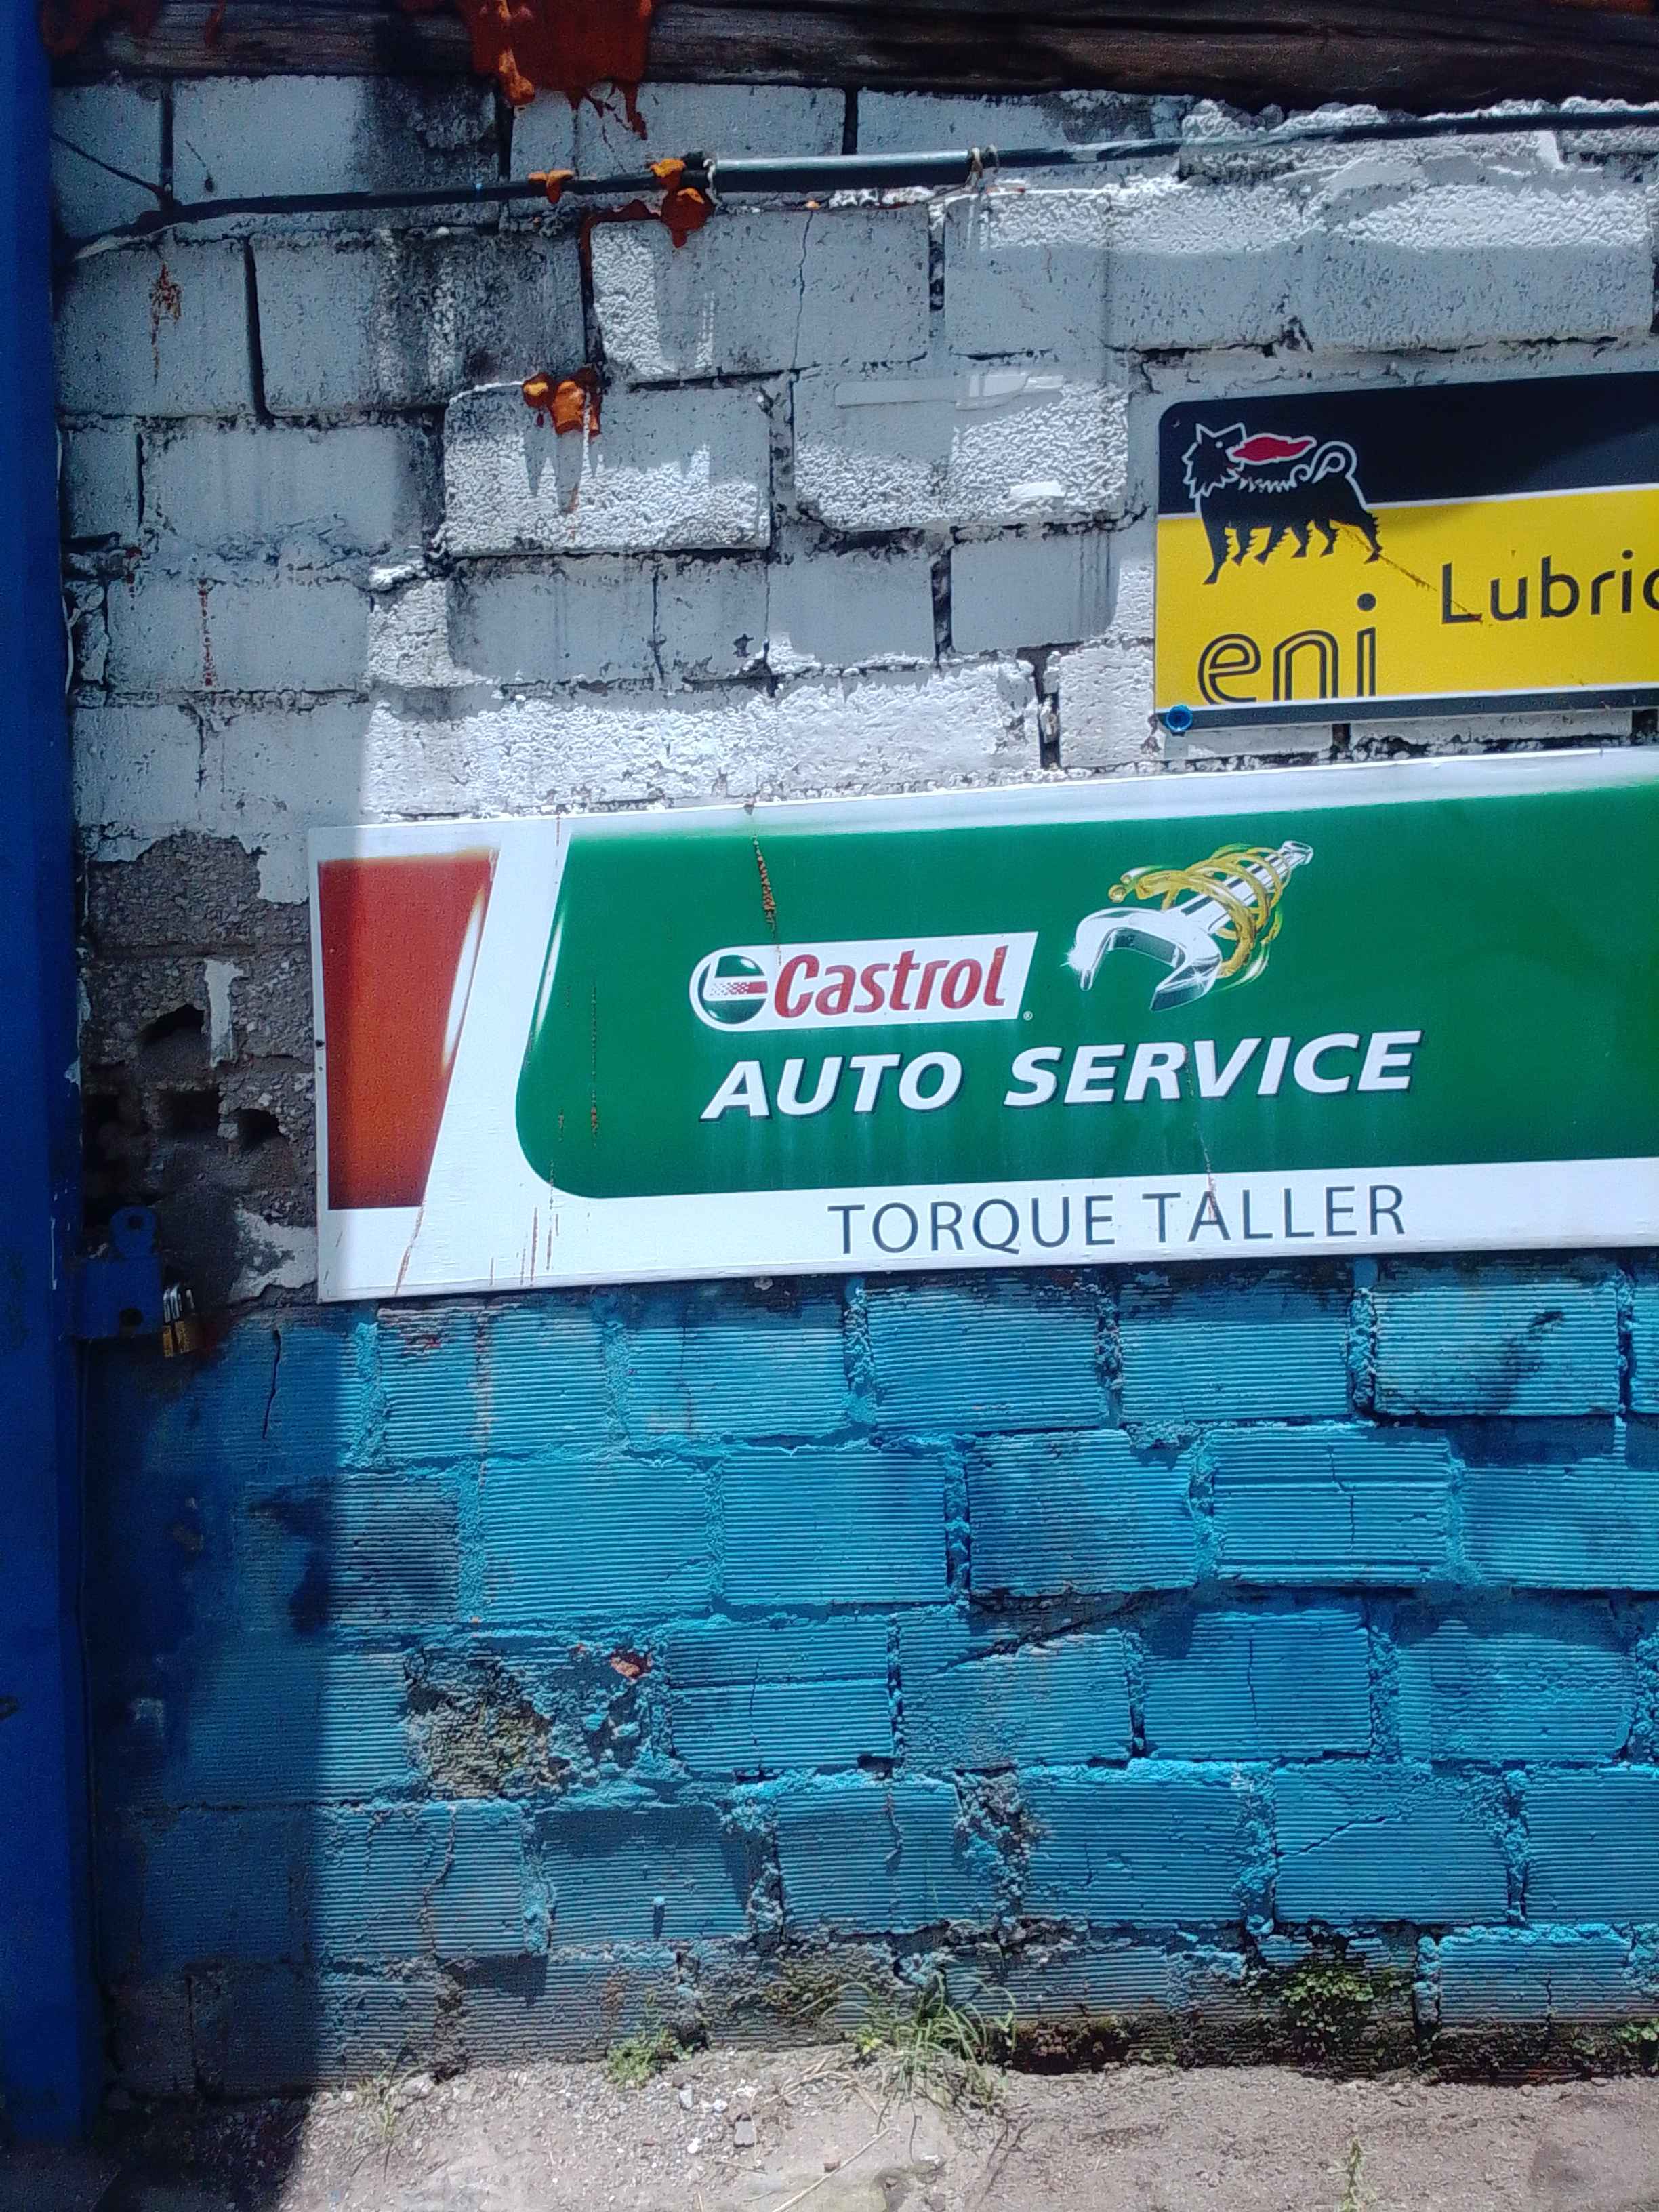 eni
Castrol
AUTO SERVICE
TORQUE TALLER